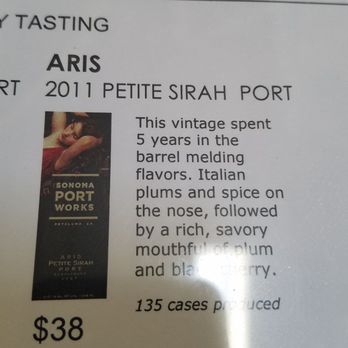 Y TASTING
ARIS
RT 2011 PETITE SIRAH PORT
This vintage spent
5 years in the
barrel melding
flavors. Italian
plums and spice on
the nose, followed
by a rich, savory
mouthful of plum
and black cherry.
135 cases produced
SONOMA
PORT
WORKS
PETALUMA, CA
ARIS
PETITE SIRAH
PORT
$38